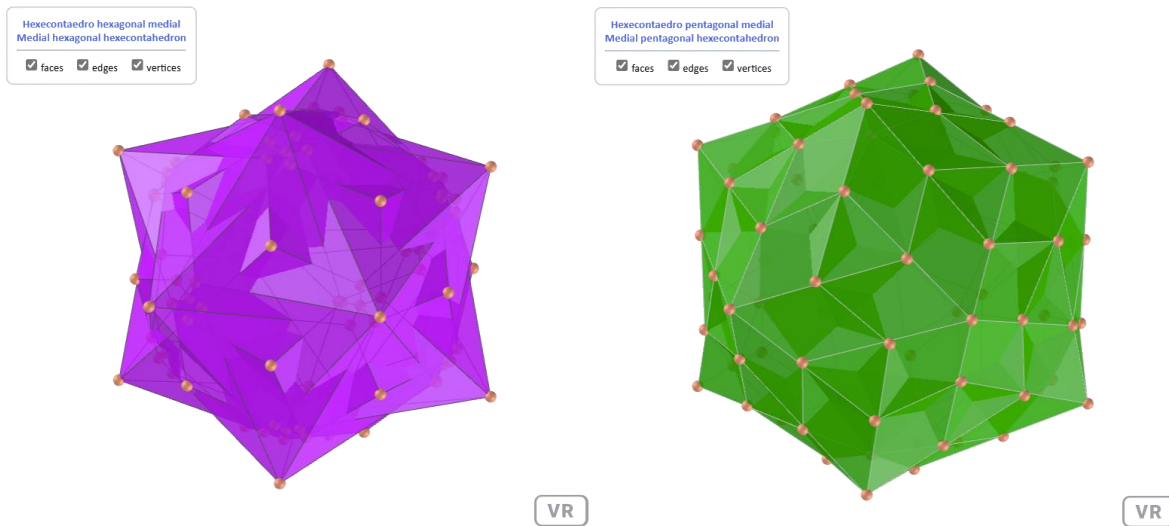 Hexecontaedro hexagonal medial
Medial hexagonal hexecontahedron
faces edges vertices
VR
Hexecontaedro pentagonal medial
Medial pentagonal hexecontahedron
faces edges vertices
VR